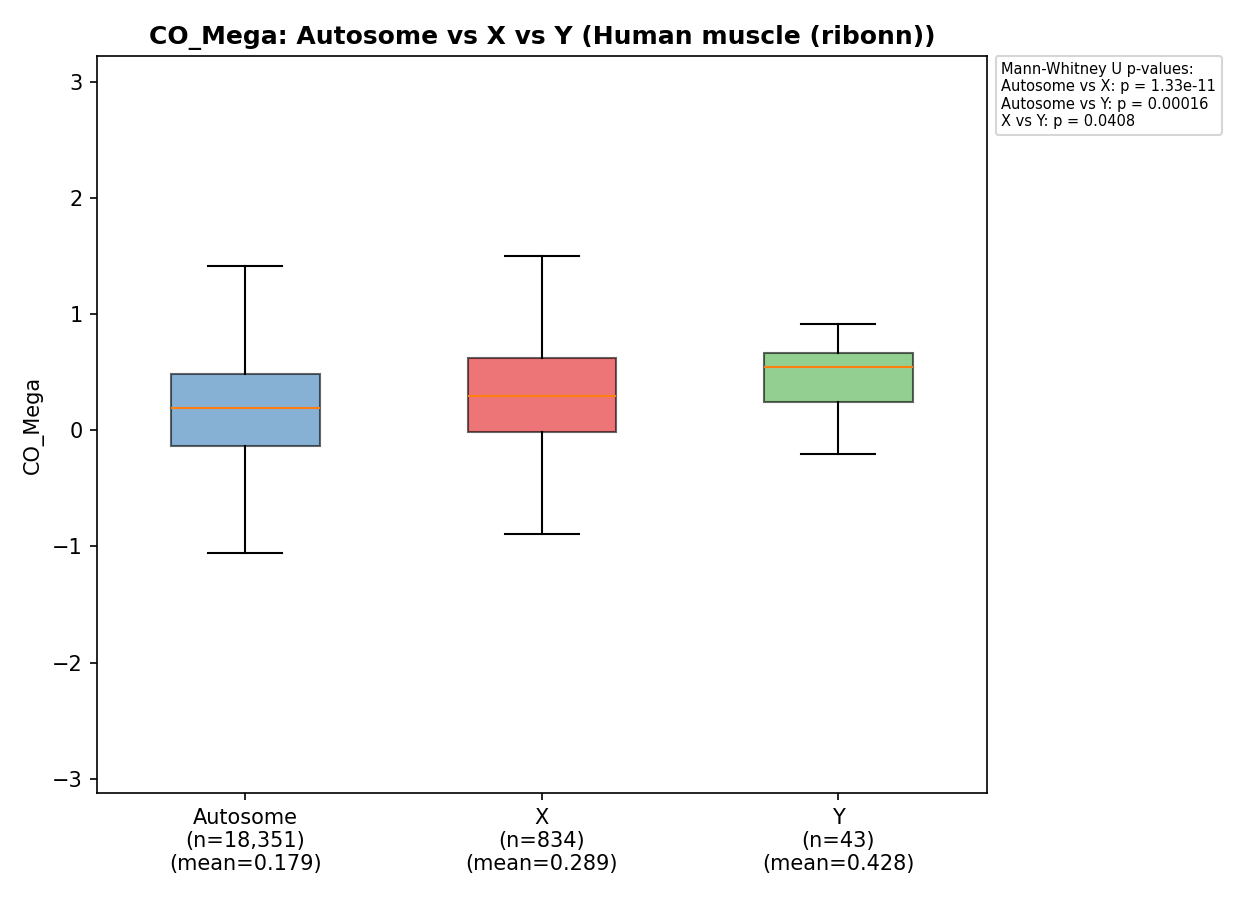 CO_Mega: Autosome vs X vs Y (Human muscle (ribonn))
Mann-Whitney U p-values:
Autosome vs X: p = 1.33e-11
Autosome vs Y: p = 0.00016
X vs Y: p = 0.0408
CO_Mega
3
2
1
0
−1
−2
−3
Autosome
(n=18,351)
(mean=0.179)
X
(n=834)
(mean=0.289)
Y
(n=43)
(mean=0.428)